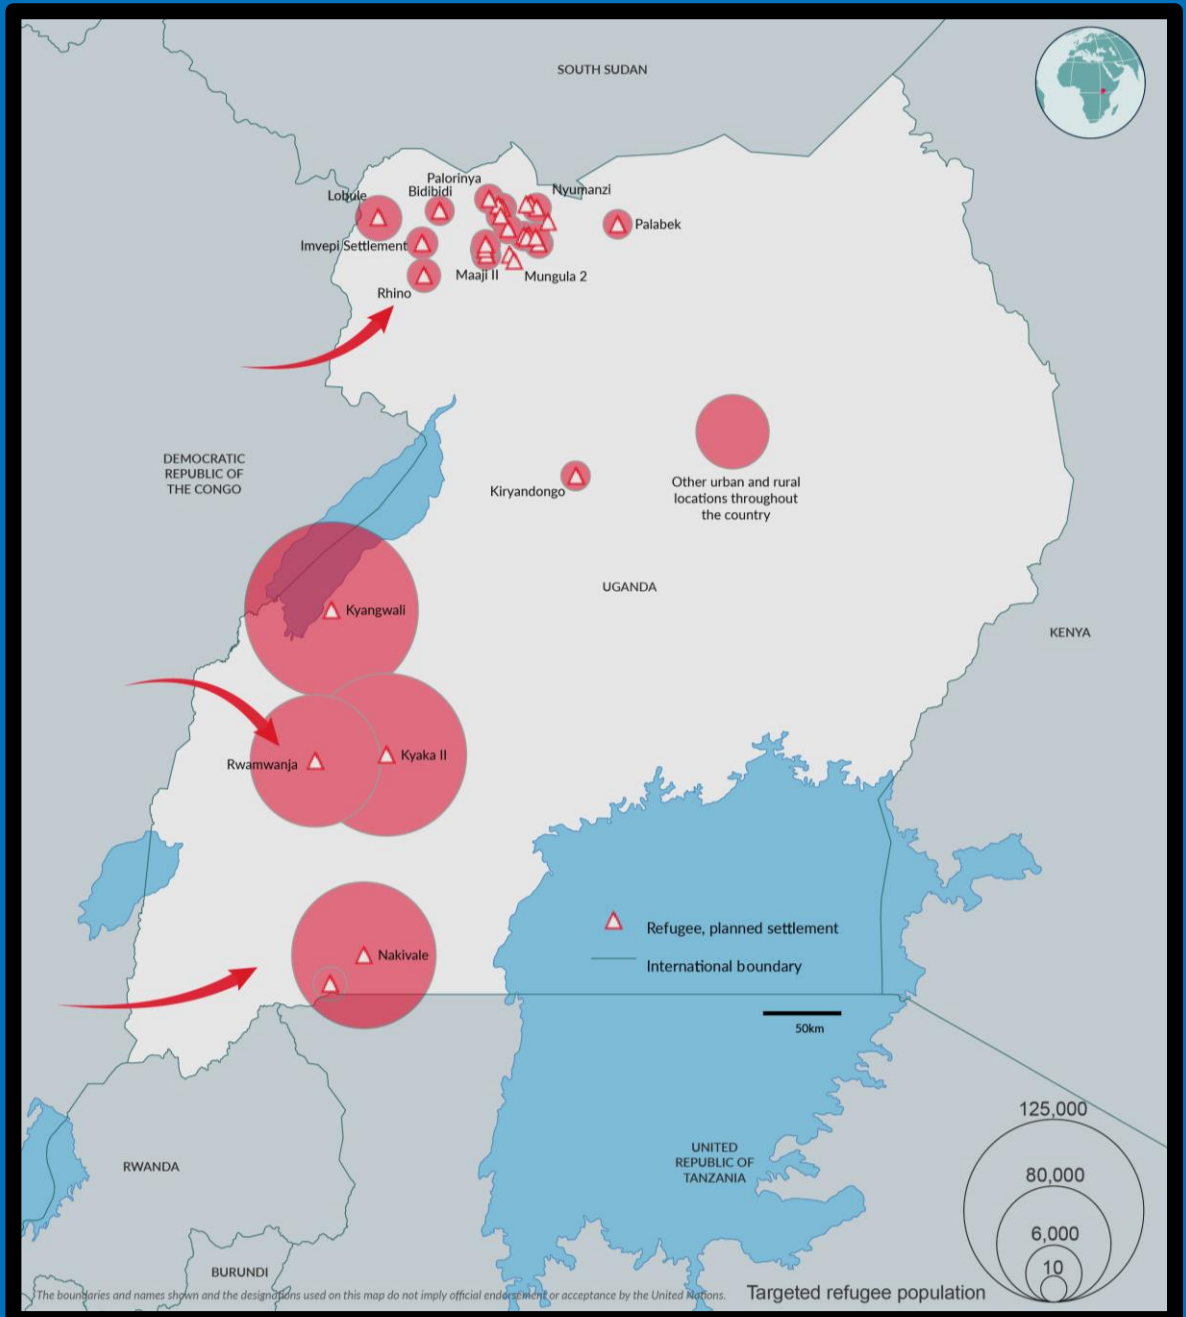 SOUTH SUDAN
Palorinya
Lobule
Bidibidi
Nyumanzi
Palabek
Imvepi Settlement
Maaji II
Mungula 2
Rhino
DEMOCRATIC
REPUBLIC OF
THE CONGO
Kiryandongo
Other urban and rural
locations throughout
the country
UGANDA
Kyangwali
KENYA
Rwamwanja
Kyaka II
Nakivale
Refugee, planned settlement
International boundary
50km
UNITED
REPUBLIC OF
TANZANIA
RWANDA
BURUNDI
125,000
80,000
6,000
10
Targeted refugee population
The boundaries and names shown and the designations used on this map do not imply official endorsement or acceptance by the United Nations.